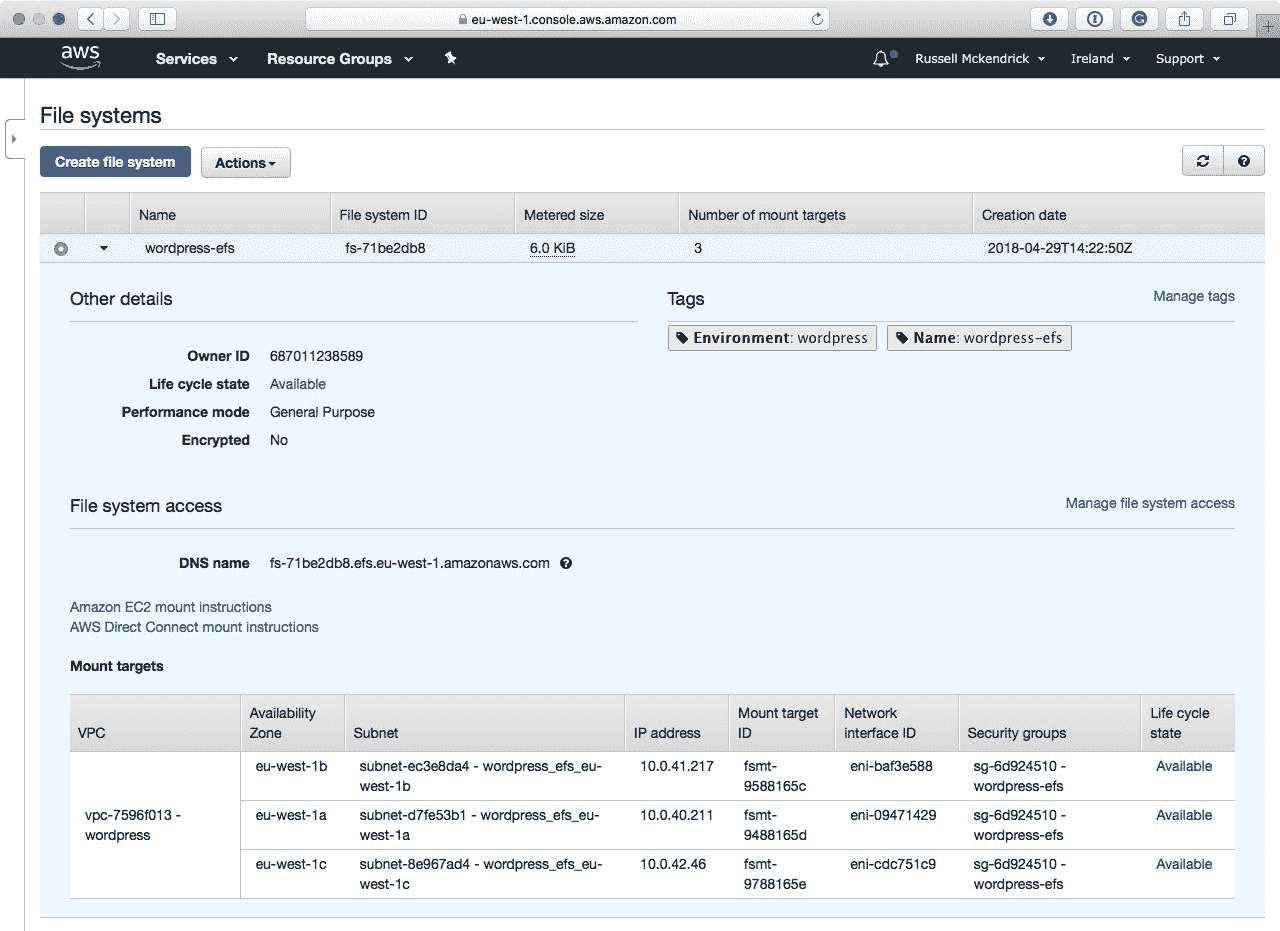 eu-west-1.console.aws.amazon.com
aws Services Resource Groups Russell Mckendrick Ireland Support
File systems
Create file system Actions
Name File system ID Metered size Number of mount targets Creation date
wordpress-efs fs-71be2db8 6.0 KiB 3 2018-04-29T14:22:50Z
Other details
Tags Manage tags
Environment: wordpress Name: wordpress-efs
Owner ID 687011238589
Life cycle state Available
Performance mode General Purpose
Encrypted No
File system access Manage file system access
DNS name fs-71be2db8.efs.eu-west-1.amazonaws.com
Amazon EC2 mount instructions
AWS Direct Connect mount instructions
Mount targets
VPC
Availability
Zone
Subnet
IP address
Mount target
ID
Network
interface ID
Security groups
Life cycle
state
vpc-7596f013 -
wordpress
eu-west-1b
subnet-ec3e8da4 - wordpress_efs_eu-
west-1b
10.0.41.217
fsmt-
9588165c
eni-baf3e588
sg-6d924510 -
wordpress-efs
Available
eu-west-1a
subnet-d7fe53b1 - wordpress_efs_eu-
west-1a
10.0.40.211
fsmt-
9488165d
eni-09471429
sg-6d924510 -
wordpress-efs
Available
eu-west-1c
subnet-8e967ad4 - wordpress_efs_eu-
west-1c
10.0.42.46
fsmt-
9788165e
eni-cdc751c9
sg-6d924510 -
wordpress-efs
Available